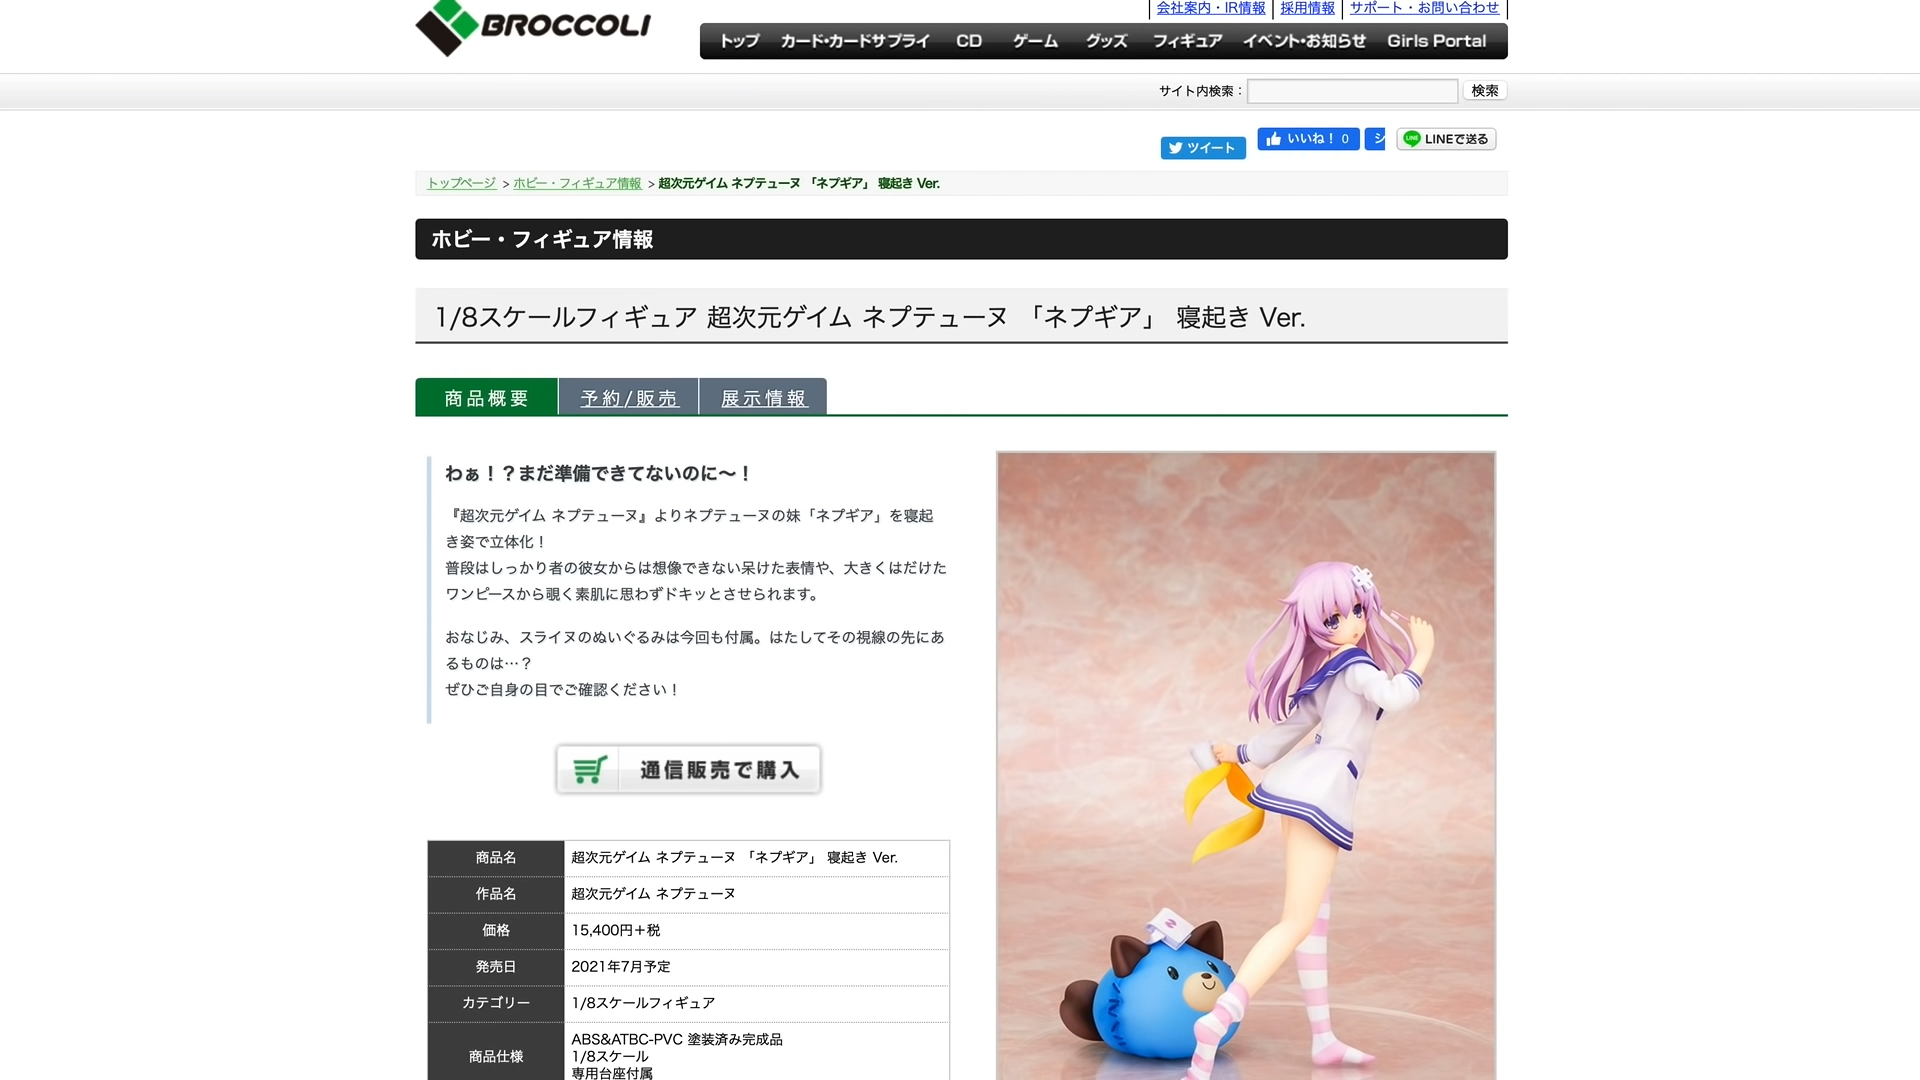 会社案内・IR情報 採用情報 サポート・お問い合わせ
BROCCOLI
トップ カード・カードサプライ CD ゲーム グッズ フィギュア イベント・お知らせ Girls Portal
サイト内検索： 検索
ツイート いいね！ 0 シ LINE LINEで送る
トップページ > ホビー・フィギュア情報 > 超次元ゲイム ネプテューヌ 「ネプギア」 寝起き Ver.
ホビー・フィギュア情報
1/8スケールフィギュア 超次元ゲイム ネプテューヌ 「ネプギア」 寝起き Ver.
商品概要 予約/販売 展示情報
わぁ！？まだ準備できてないのに〜！
『超次元ゲイム ネプテューヌ』よりネプテューヌの妹「ネプギア」を寝起
き姿で立体化！
普段はしっかり者の彼女からは想像できない呆けた表情や、大きくはだけた
ワンピースから覗く素肌に思わずドキッとさせられます。
おなじみ、スライヌのぬいぐるみは今回も付属。はたしてその視線の先にあ
るものは…？
ぜひご自身の目でご確認ください！
通信販売で購入
商品名 超次元ゲイム ネプテューヌ 「ネプギア」 寝起き Ver.
作品名 超次元ゲイム ネプテューヌ
価格 15,400円＋税
発売日 2021年7月予定
カテゴリー 1/8スケールフィギュア
商品仕様 ABS&ATBC-PVC 塗装済み完成品
1/8スケール
専用台座付属